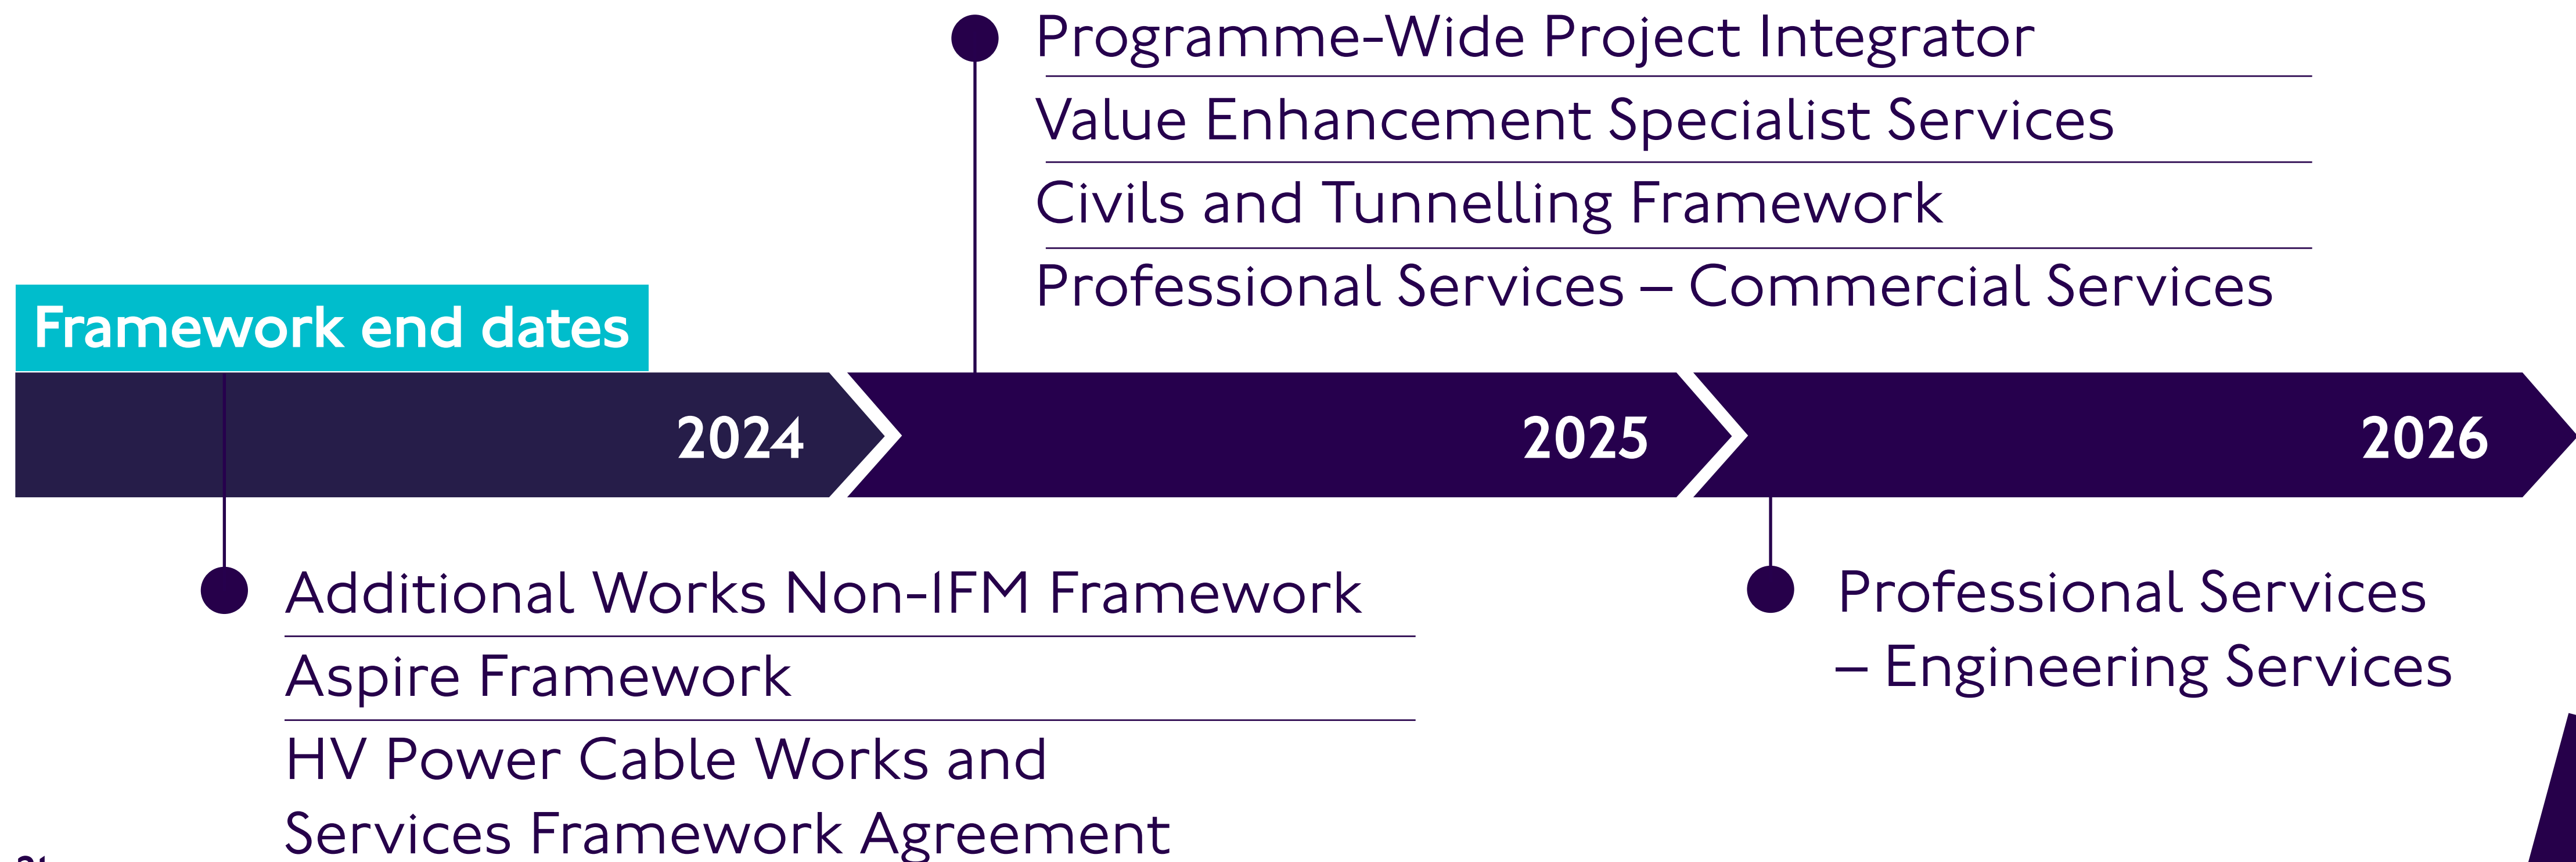 Programme-Wide Project Integrator
Value Enhancement Specialist Services
Civils and Tunnelling Framework
Professional Services – Commercial Services
Framework end dates
2024
2025
2026
Additional Works Non-IFM Framework
Aspire Framework
HV Power Cable Works and
Services Framework Agreement
Professional Services
– Engineering Services